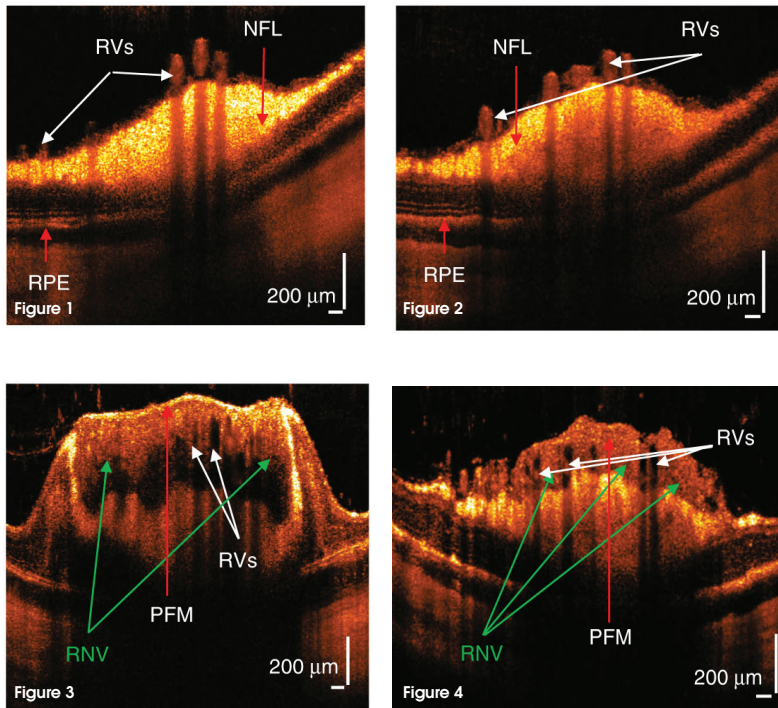 RVs
NFL
RPE
200 μm
Figure 1
NFL
RVs
RPE
200 μm
Figure 2
RVs
PFM
RNV
200 μm
Figure 3
RVs
RNV
PFM
200 μm
Figure 4